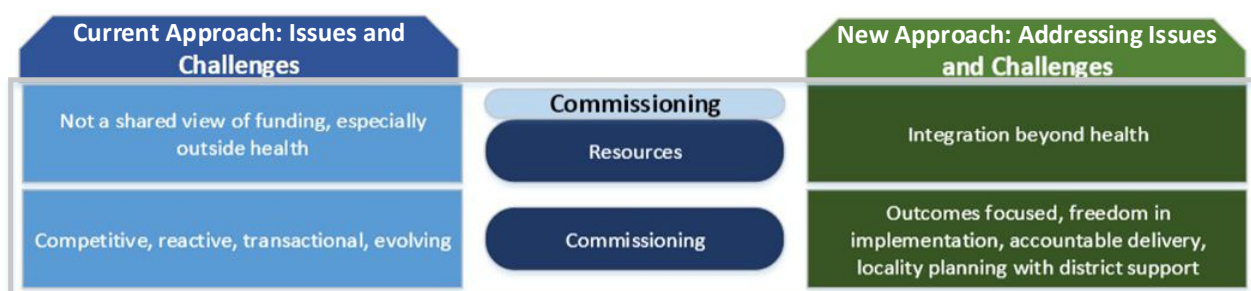 Current Approach: Issues and
Challenges
New Approach: Addressing Issues
and Challenges
Commissioning
Not a shared view of funding, especially
outside health
Resources
Integration beyond health
Competitive, reactive, transactional, evolving
Commissioning
Outcomes focused, freedom in
implementation, accountable delivery,
locality planning with district support